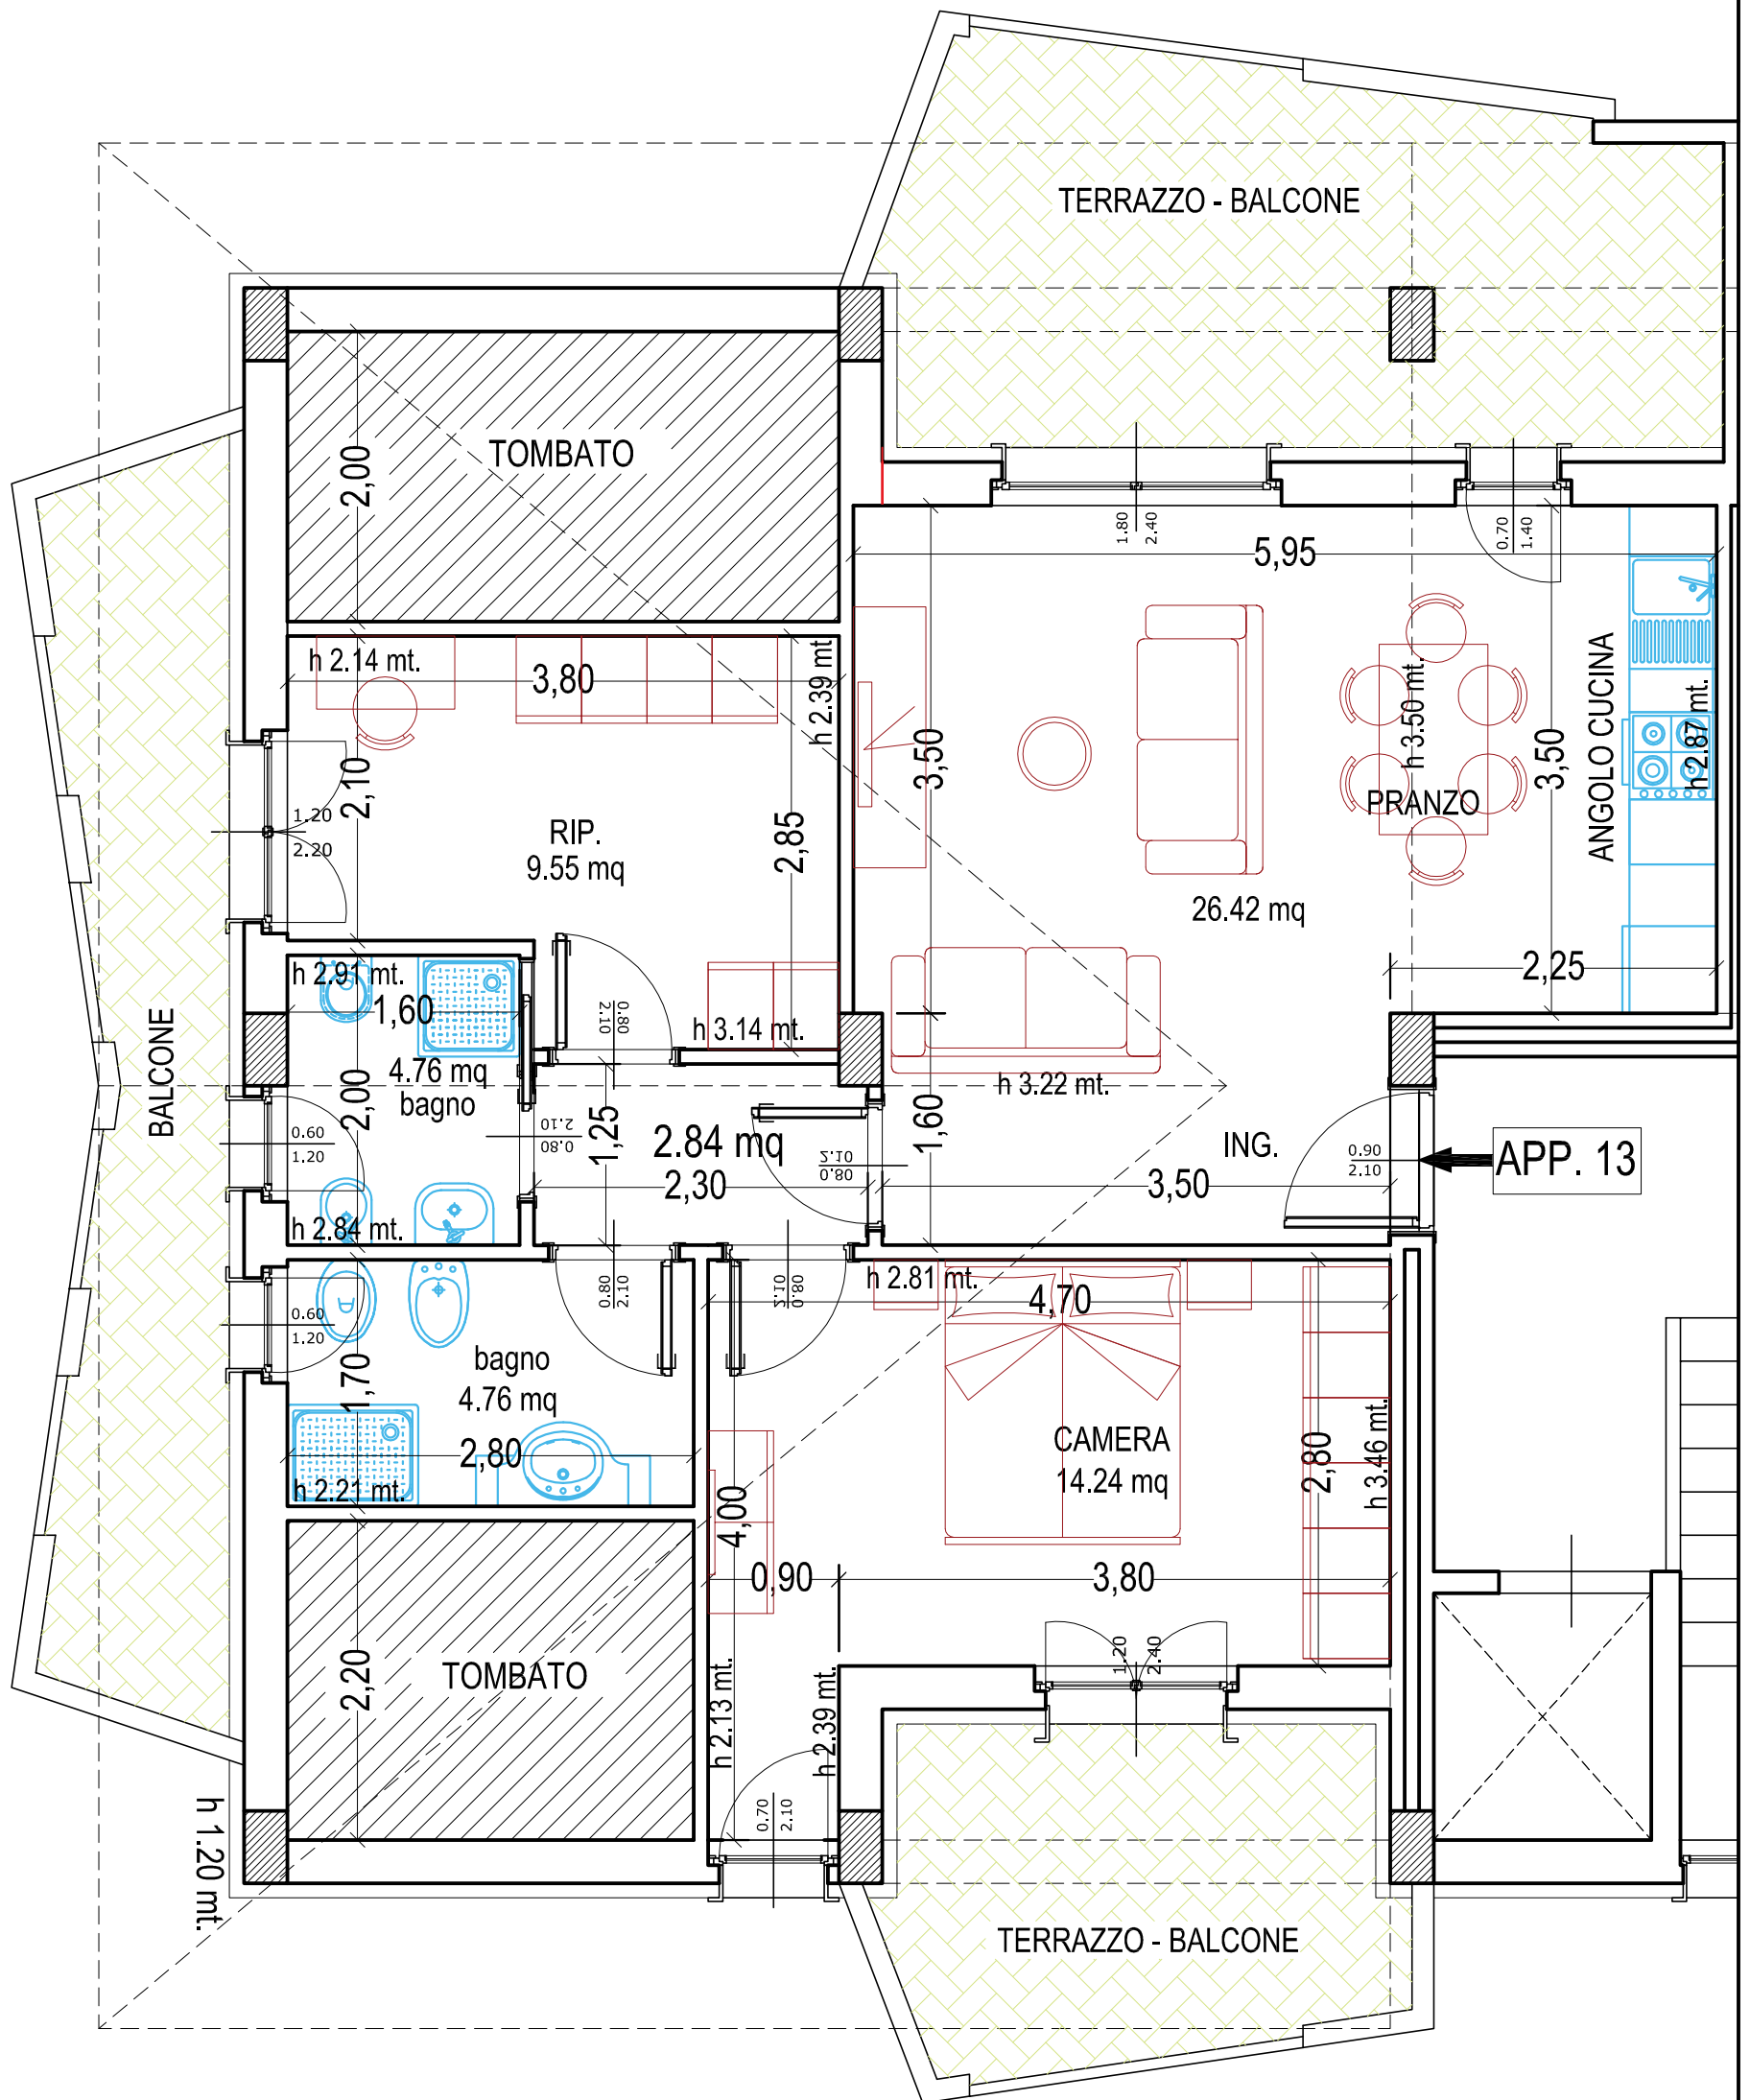 TERRAZZO - BALCONE
TOMBATO
2,00
1.80
2.40
0.70
1.40
5,95
h 2.14 mt.
3,80
h 2.39 mt
2,10
1.20
2.20
RIP.
9.55 mq
2,85
3,50
h 3.50 mt.
PRANZO
3,50
ANGOLO CUCINA
h 2.87 mt.
26.42 mq
2,25
h 2.91 mt.
1,60
0.80
2.10
h 3.14 mt.
BALCONE
4.76 mq
bagno
2,00
0.60
1.20
0.80
2.10
1,25
2.84 mq
2,30
2.10
0.80
h 3.22 mt.
1,60
ING.
3,50
0.90
2.10
APP. 13
h 2.84 mt.
0.80
2.10
2.10
0.80
h 2.81 mt.
4,70
0.60
1.20
1,70
bagno
4.76 mq
2,80
h 2.21 mt.
CAMERA
14.24 mq
2,80
h 3.46 mt.
4,00
0,90
3,80
TOMBATO
2,20
h 2.13 mt.
h 2.39 mt.
1.20
2.40
0.70
2.10
h 1.20 mt.
TERRAZZO - BALCONE